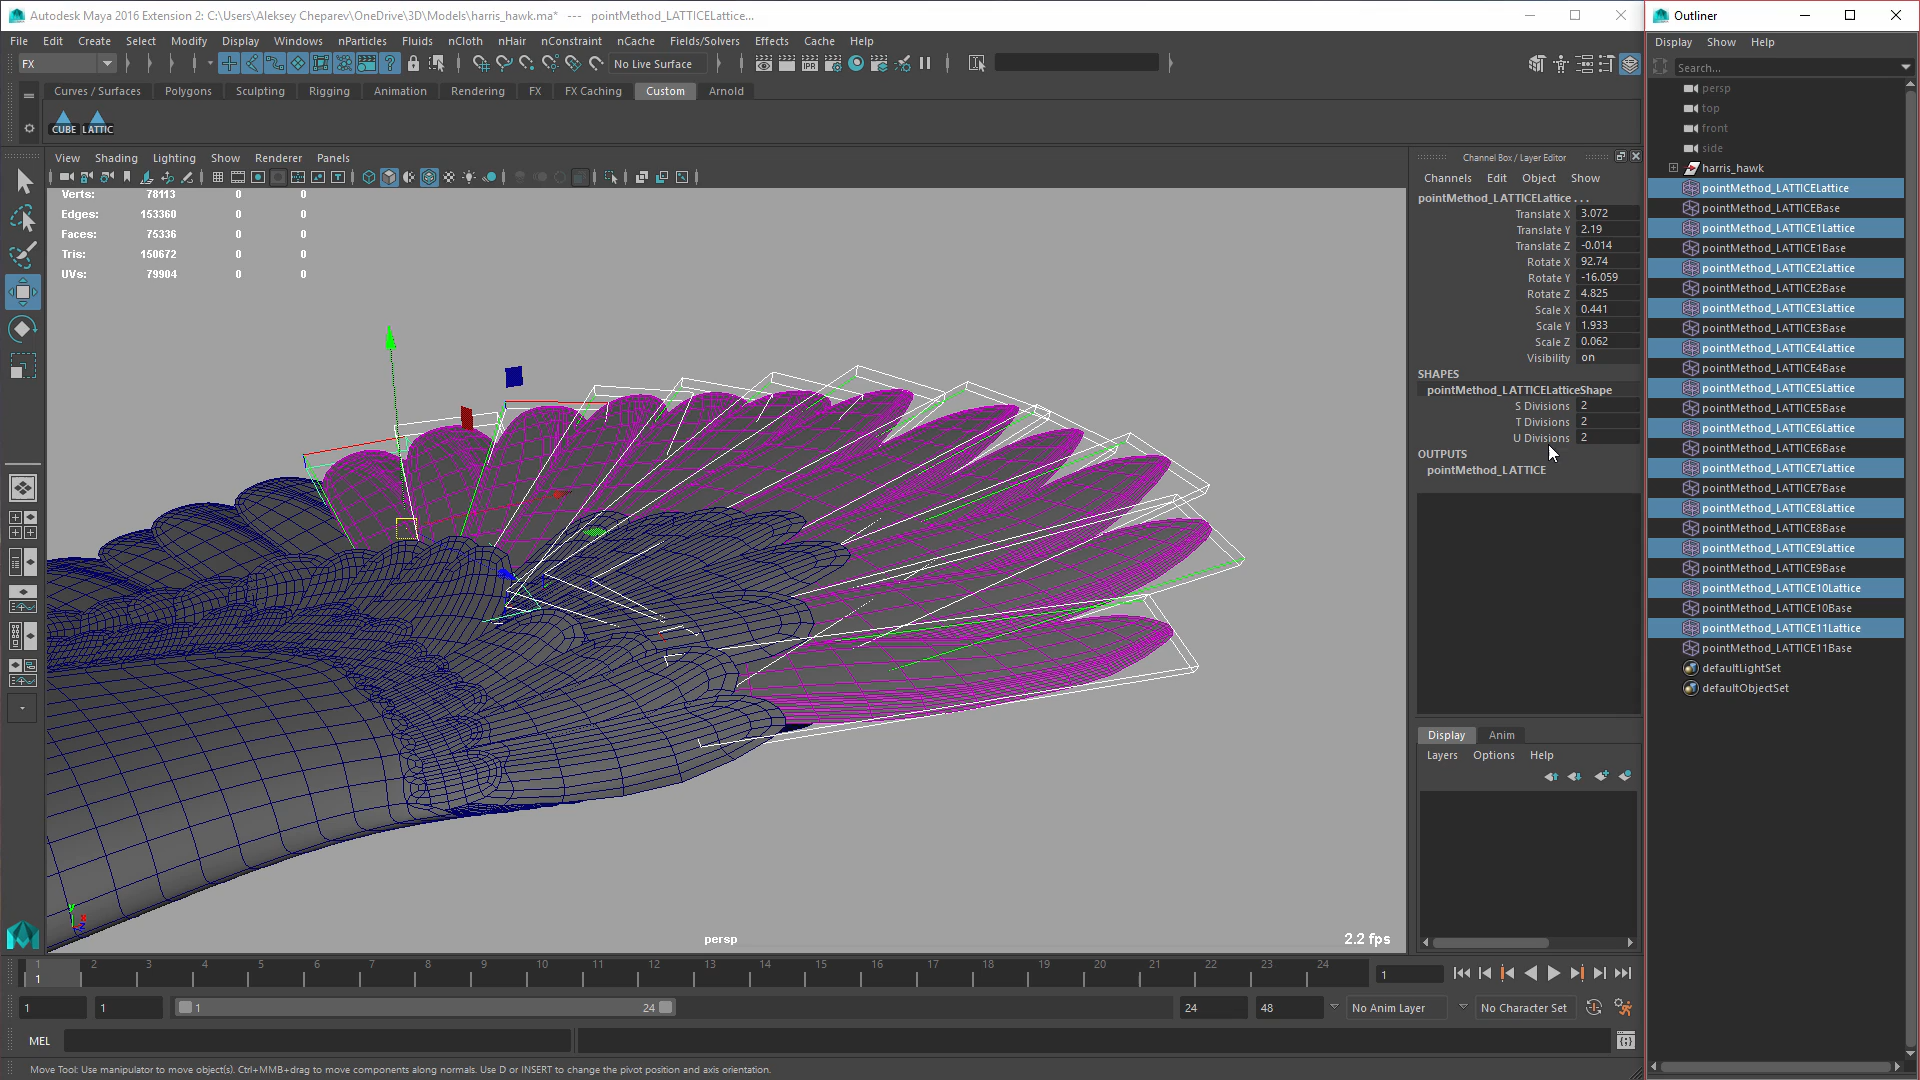 Autodesk Maya 2016 Extension 2: C:\Users\Aleksey Cheparev\OneDrive\3D\Models\harris_hawk.ma* --- pointMethod_LATTICELattice...
File Edit Create Select Modify Display Windows nParticles Fluids nCloth nHair nConstraint nCache Fields/Solvers Effects Cache Help
FX
No Live Surface
Curves / Surfaces Polygons Sculpting Rigging Animation Rendering FX FX Caching Custom Arnold
CUBE LATTIC
View Shading Lighting Show Renderer Panels
Verts: 78113 0 0
Edges: 153360 0 0
Faces: 75336 0 0
Tris: 150672 0 0
UVs: 79904 0 0
persp
2.2 fps
Channel Box / Layer Editor
Channels Edit Object Show
pointMethod_LATTICELattice . . .
Translate X 3.072
Translate Y 2.19
Translate Z -0.014
Rotate X 92.74
Rotate Y -16.059
Rotate Z 4.825
Scale X 0.441
Scale Y 1.933
Scale Z 0.062
Visibility on
SHAPES
pointMethod_LATTICELatticeShape
S Divisions 2
T Divisions 2
U Divisions 2
OUTPUTS
pointMethod_LATTICE
Display Anim
Layers Options Help
Outliner
Display Show Help
Search...
persp
top
front
side
harris_hawk
pointMethod_LATTICELattice
pointMethod_LATTICEBase
pointMethod_LATTICE1Lattice
pointMethod_LATTICE1Base
pointMethod_LATTICE2Lattice
pointMethod_LATTICE2Base
pointMethod_LATTICE3Lattice
pointMethod_LATTICE3Base
pointMethod_LATTICE4Lattice
pointMethod_LATTICE4Base
pointMethod_LATTICE5Lattice
pointMethod_LATTICE5Base
pointMethod_LATTICE6Lattice
pointMethod_LATTICE6Base
pointMethod_LATTICE7Lattice
pointMethod_LATTICE7Base
pointMethod_LATTICE8Lattice
pointMethod_LATTICE8Base
pointMethod_LATTICE9Lattice
pointMethod_LATTICE9Base
pointMethod_LATTICE10Lattice
pointMethod_LATTICE10Base
pointMethod_LATTICE11Lattice
pointMethod_LATTICE11Base
defaultLightSet
defaultObjectSet
1 2 3 4 5 6 7 8 9 10 11 12 13 14 15 16 17 18 19 20 21 22 23 24
1
1
1 1 1 24 24 48 No Anim Layer No Character Set
MEL
Move Tool: Use manipulator to move object(s). Ctrl+MMB+drag to move components along normals. Use D or INSERT to change the pivot position and axis orientation.